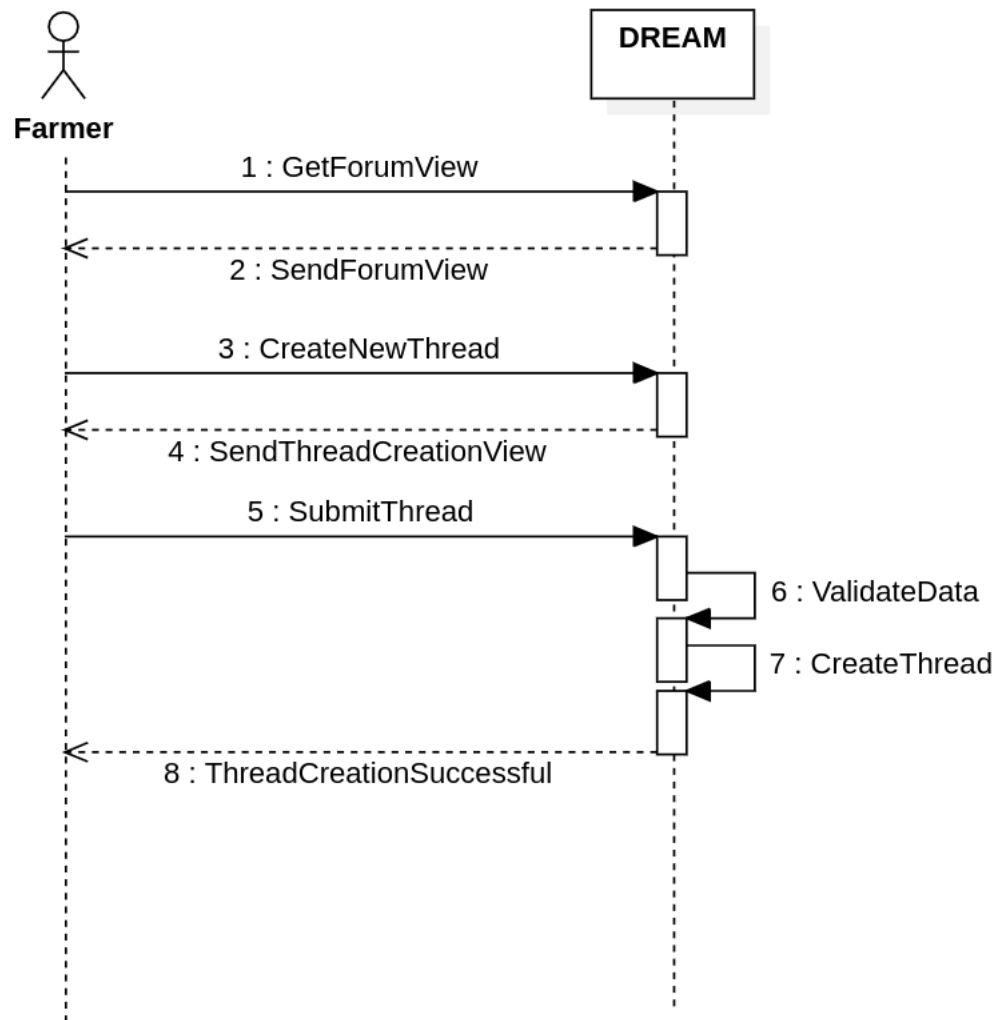 DREAM
Farmer
1 : GetForumView
2 : SendForumView
3 : CreateNewThread
4 : SendThreadCreationView
5 : SubmitThread
6 : ValidateData
7 : CreateThread
8 : ThreadCreationSuccessful